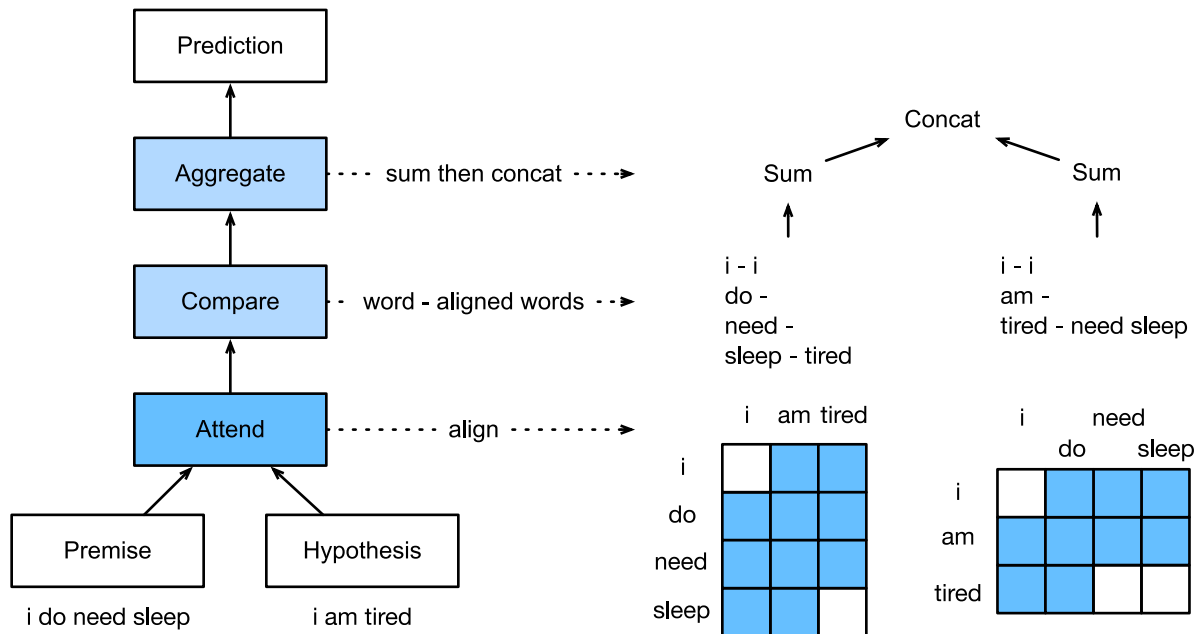 Prediction
Aggregate
sum then concat
Compare
word - aligned words
Attend
align
Premise
Hypothesis
i do need sleep
i am tired
Concat
Sum
Sum
i - i
do -
need -
sleep - tired
i - i
am -
tired - need sleep
i am tired
i
do
need
sleep
i need
do sleep
i
am
tired